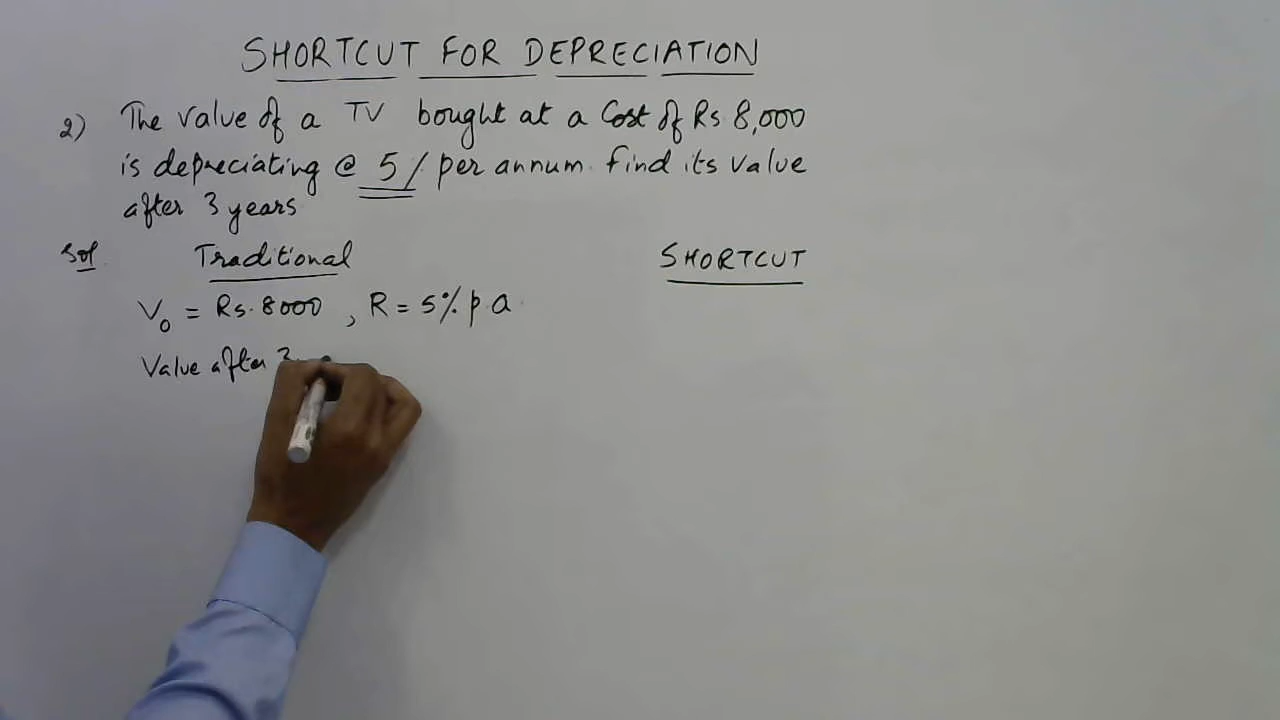 SHORTCUT FOR DEPRECIATION
2) The value of a TV bought at a Cost of Rs 8,000
is depreciating @ 5% per annum. find its value
after 3 years
Sol Traditional SHORTCUT
V0 = Rs. 8000 , R = 5% p.a.
Value after 3